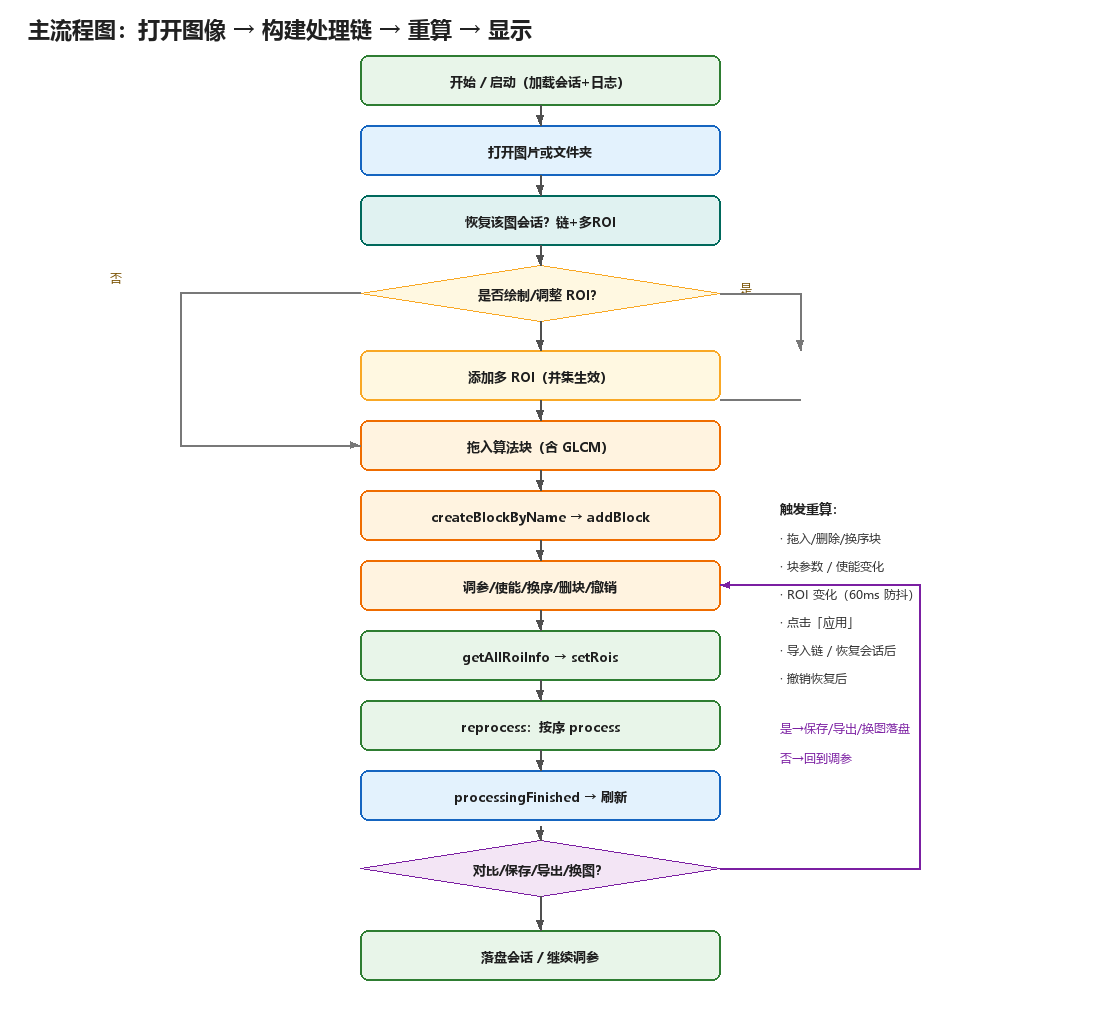 主流程图：打开图像 → 构建处理链 → 重算 → 显示
开始 / 启动（加载会话+日志）
打开图片或文件夹
恢复该图会话？链+多ROI
否
是否绘制/调整 ROI?
是
添加多 ROI（并集生效）
拖入算法块（含 GLCM）
createBlockByName → addBlock
调参/使能/换序/删块/撤销
getAllRoiInfo → setRois
reprocess: 按序 process
processingFinished → 刷新
对比/保存/导出/换图?
落盘会话 / 继续调参
触发重算:
· 拖入/删除/换序块
· 块参数 / 使能变化
· ROI 变化（60ms 防抖）
· 点击「应用」
· 导入链 / 恢复会话后
· 撤销恢复后
是→保存/导出/换图落盘
否→回到调参